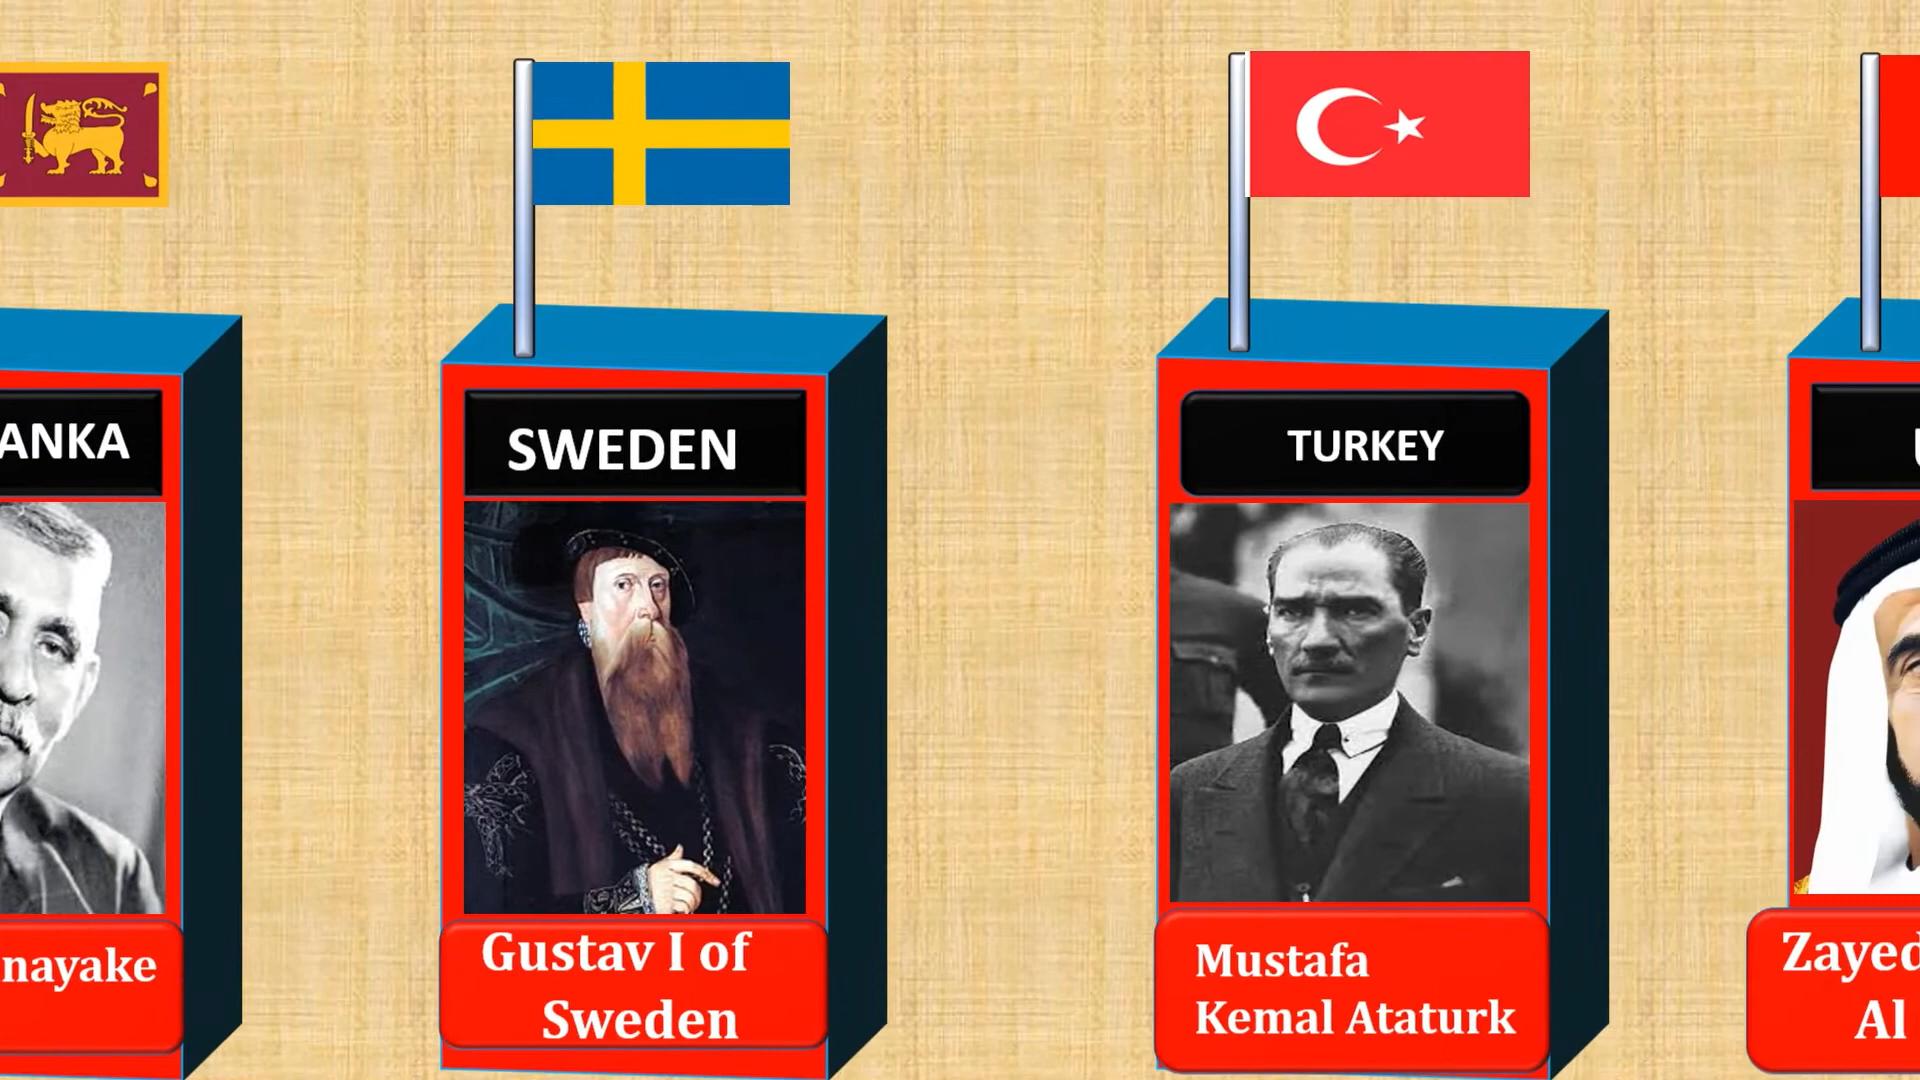 ANKA
SWEDEN
TURKEY
U
nayake
Gustav I of
Sweden
Mustafa
Kemal Ataturk
Zayed
Al